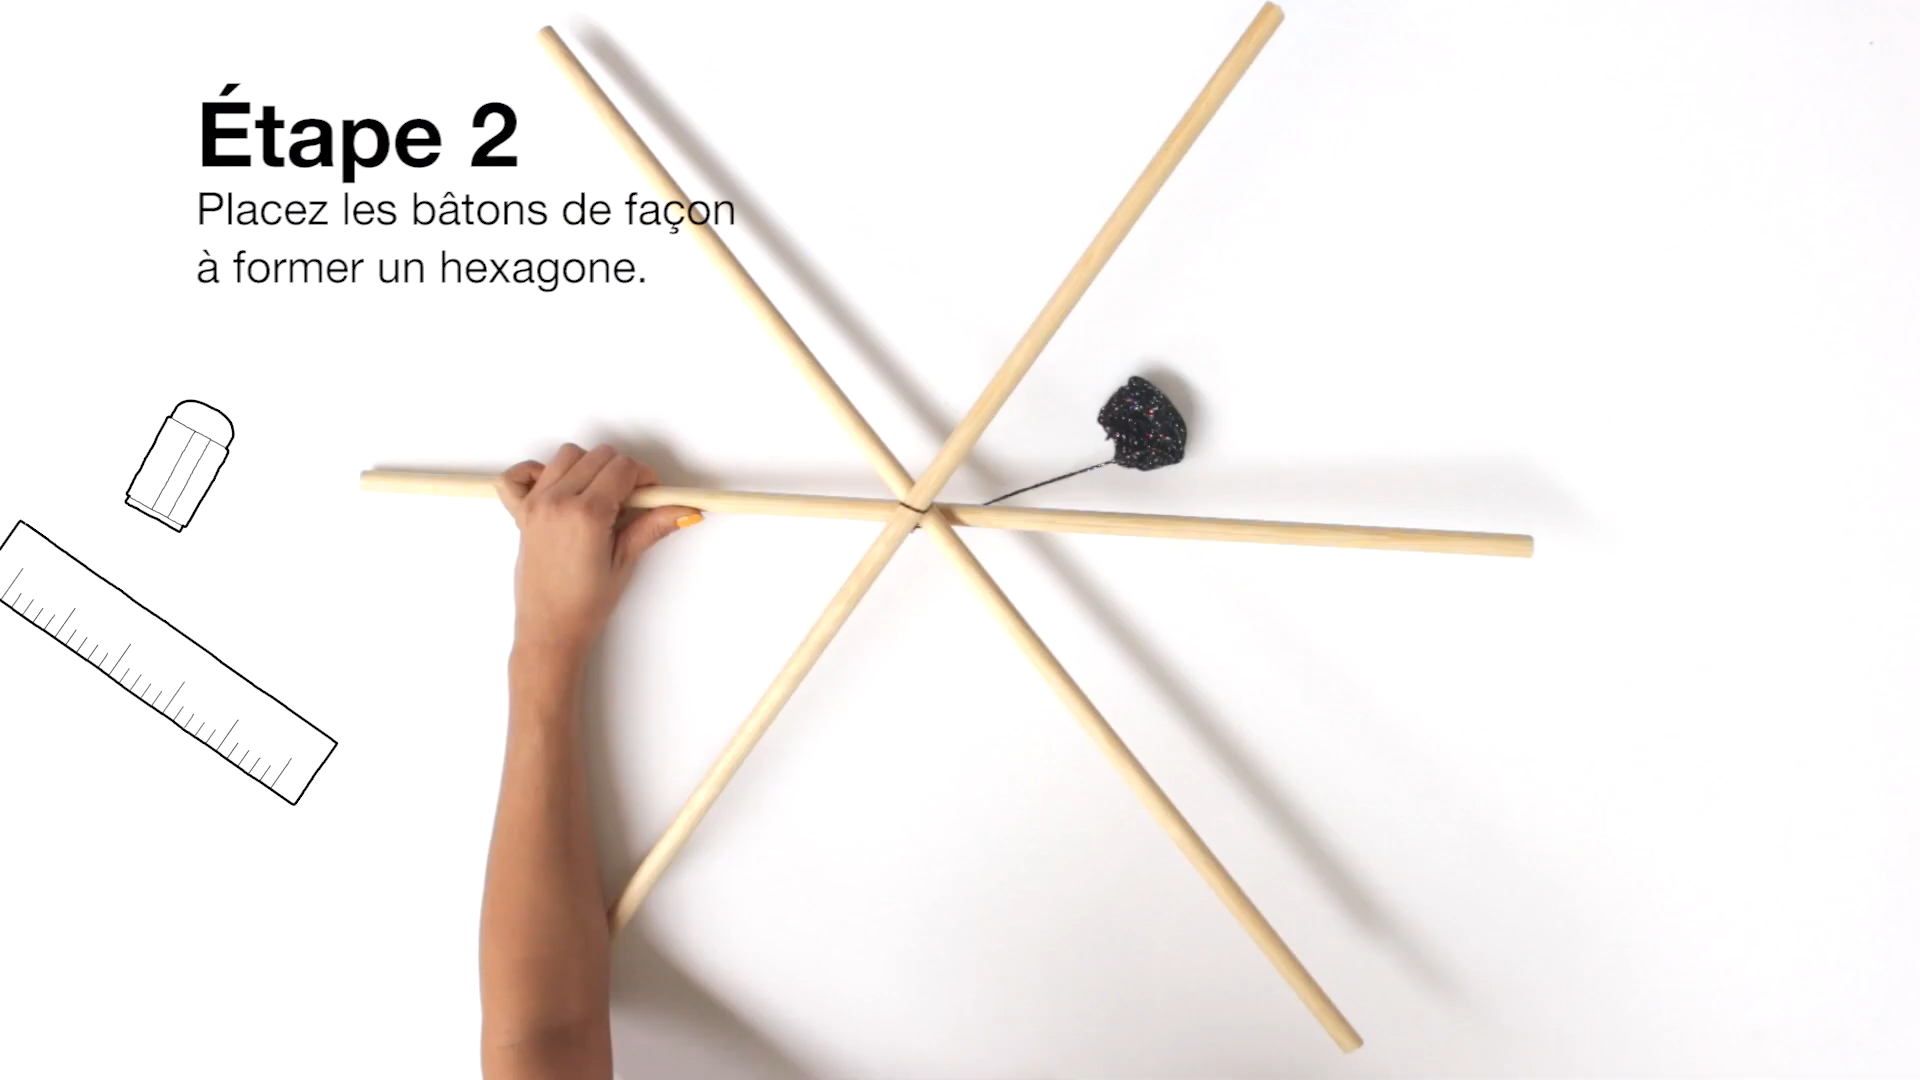 Étape 2
Placez les bâtons de façon
à former un hexagone.